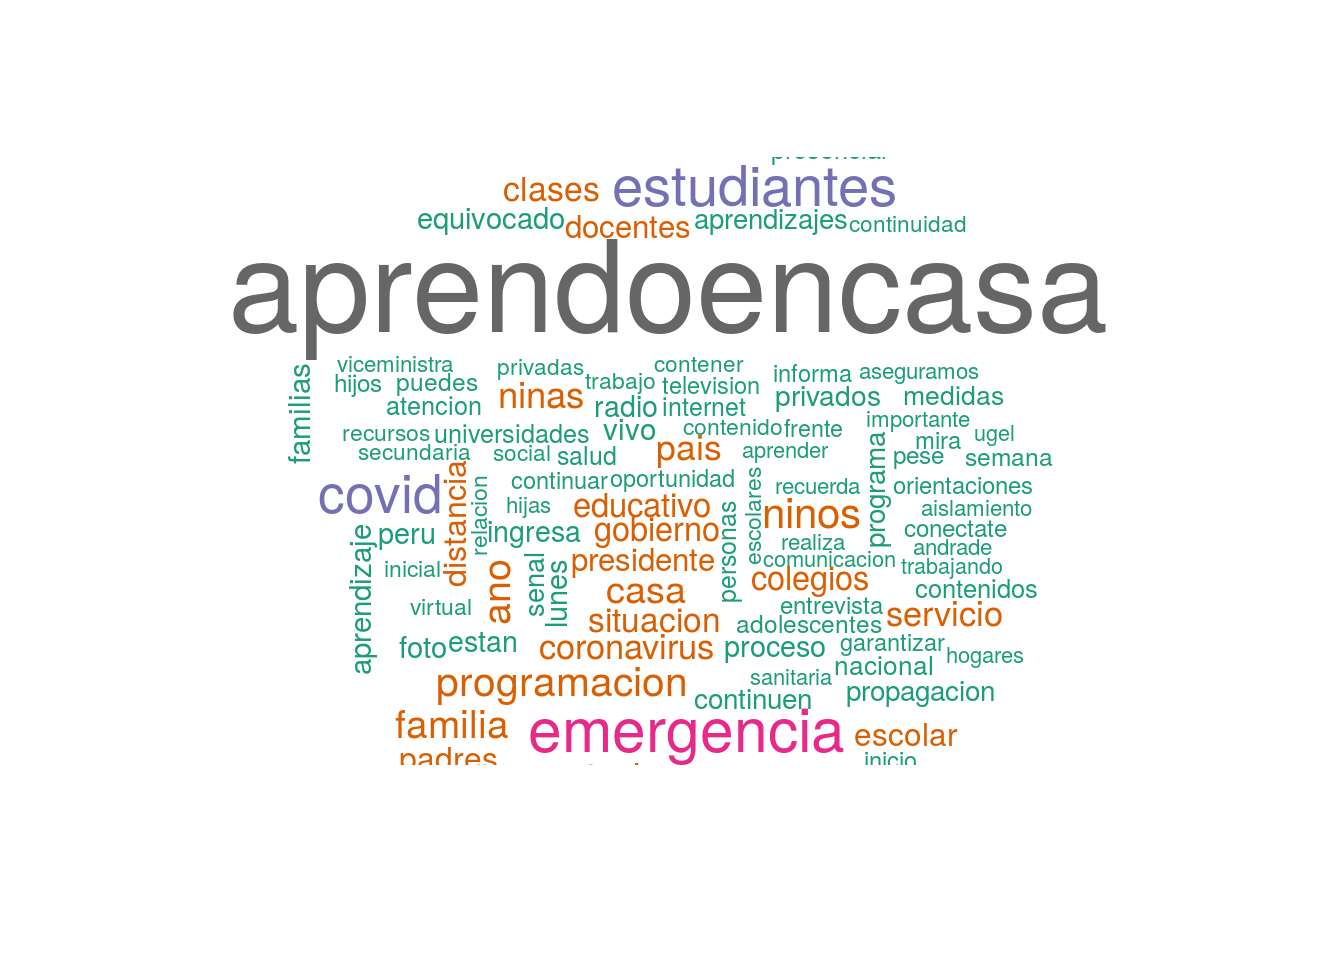 presencial
clases estudiantes
equivocado docentes aprendizajes continuidad
aprendoencasa
viceministra privadas contener
hijos puedes trabajo television informa aseguramos
familias atencion ninas radio internet privados medidas
recursos universidades vivo contenido frente importante
secundaria social salud pais aprender mira ugel
programa pese semana
covid distancia continuar oportunidad recuerda orientaciones
relacion hijas educativo personas escolares ninos aislamiento
peru ingresa gobierno realiza conectate
aprendizaje inicial presidente comunicacion andrade
ano senal lunes casa colegios trabajando
contenidos
virtual situacion entrevista servicio
foto estan coronavirus adolescentes
proceso garantizar hogares
programacion sanitaria nacional
continuen propagacion
familia emergencia escolar
padres inicio